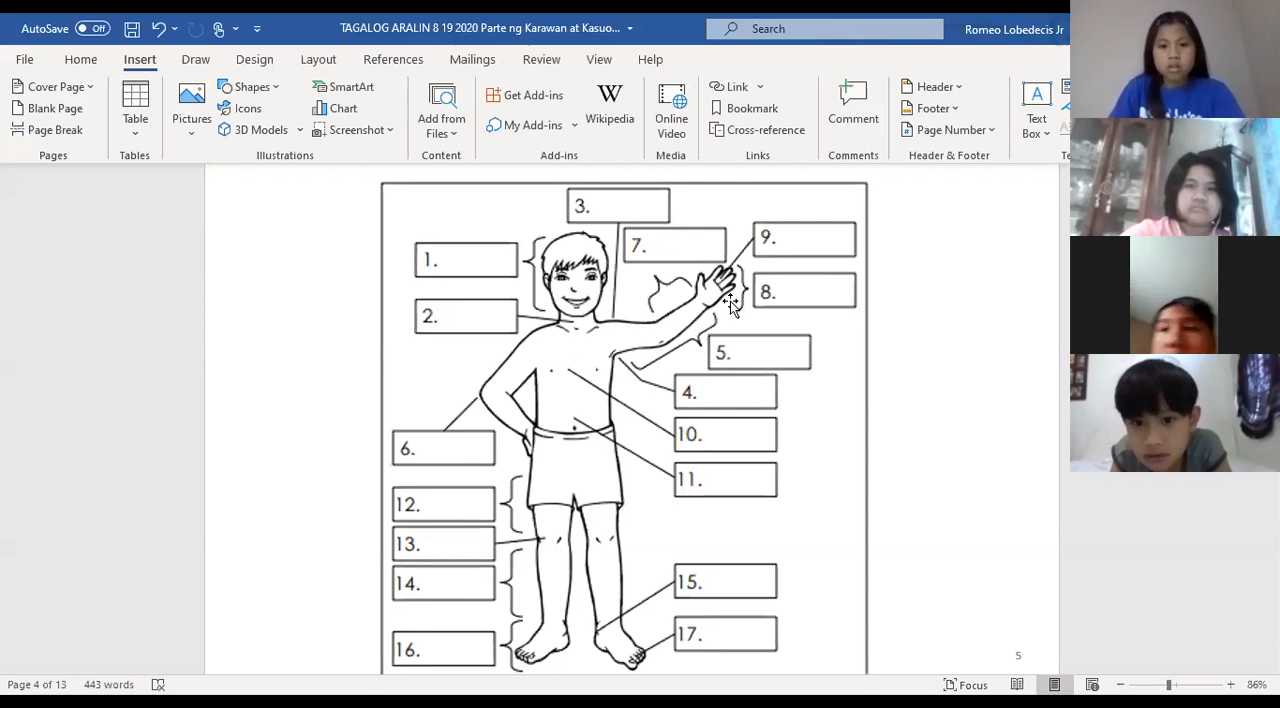 AutoSave Off TAGALOG ARALIN 8 19 2020 Parte ng Karawan at Kasuo... Search Romeo Lobedecis Jr
File Home Insert Draw Design Layout References Mailings Review View Help
Cover Page
Blank Page
Page Break
Pages
Table
Tables
Pictures
Shapes
Icons
3D Models
SmartArt
Chart
Screenshot
Illustrations
Add from
Files
Content
Get Add-ins
My Add-ins
Wikipedia
Add-ins
Online
Video
Media
Link
Bookmark
Cross-reference
Links
Comment
Comments
Header
Footer
Page Number
Header & Footer
Text
Box
3.
7.
9.
1.
8.
2.
5.
4.
10.
6.
11.
12.
13.
14.
15.
17.
16.
5
Page 4 of 13 443 words Focus 86%